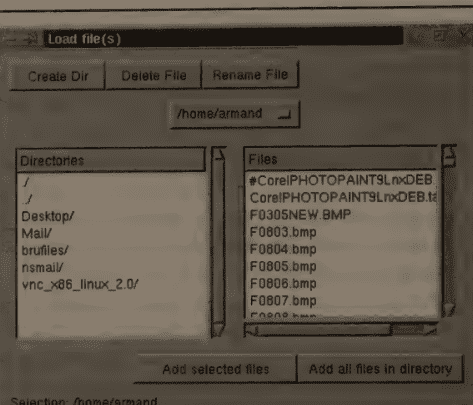 Load file(s)
Create Dir Delete File Rename File
/home/armand
Directories
./
../
Desktop/
Mail/
brufiles/
nsmail/
vnc_x86_linux_2.0/
Files
#CorelPHOTOPAINT9LnxDEB.
CorelPHOTOPAINT9LnxDEB.ta
F0305NEW.BMP
F0803.bmp
F0804.bmp
F0805.bmp
F0806.bmp
F0807.bmp
F0808.bmp
Add selected files Add all files in directory
Selection: /home/armand